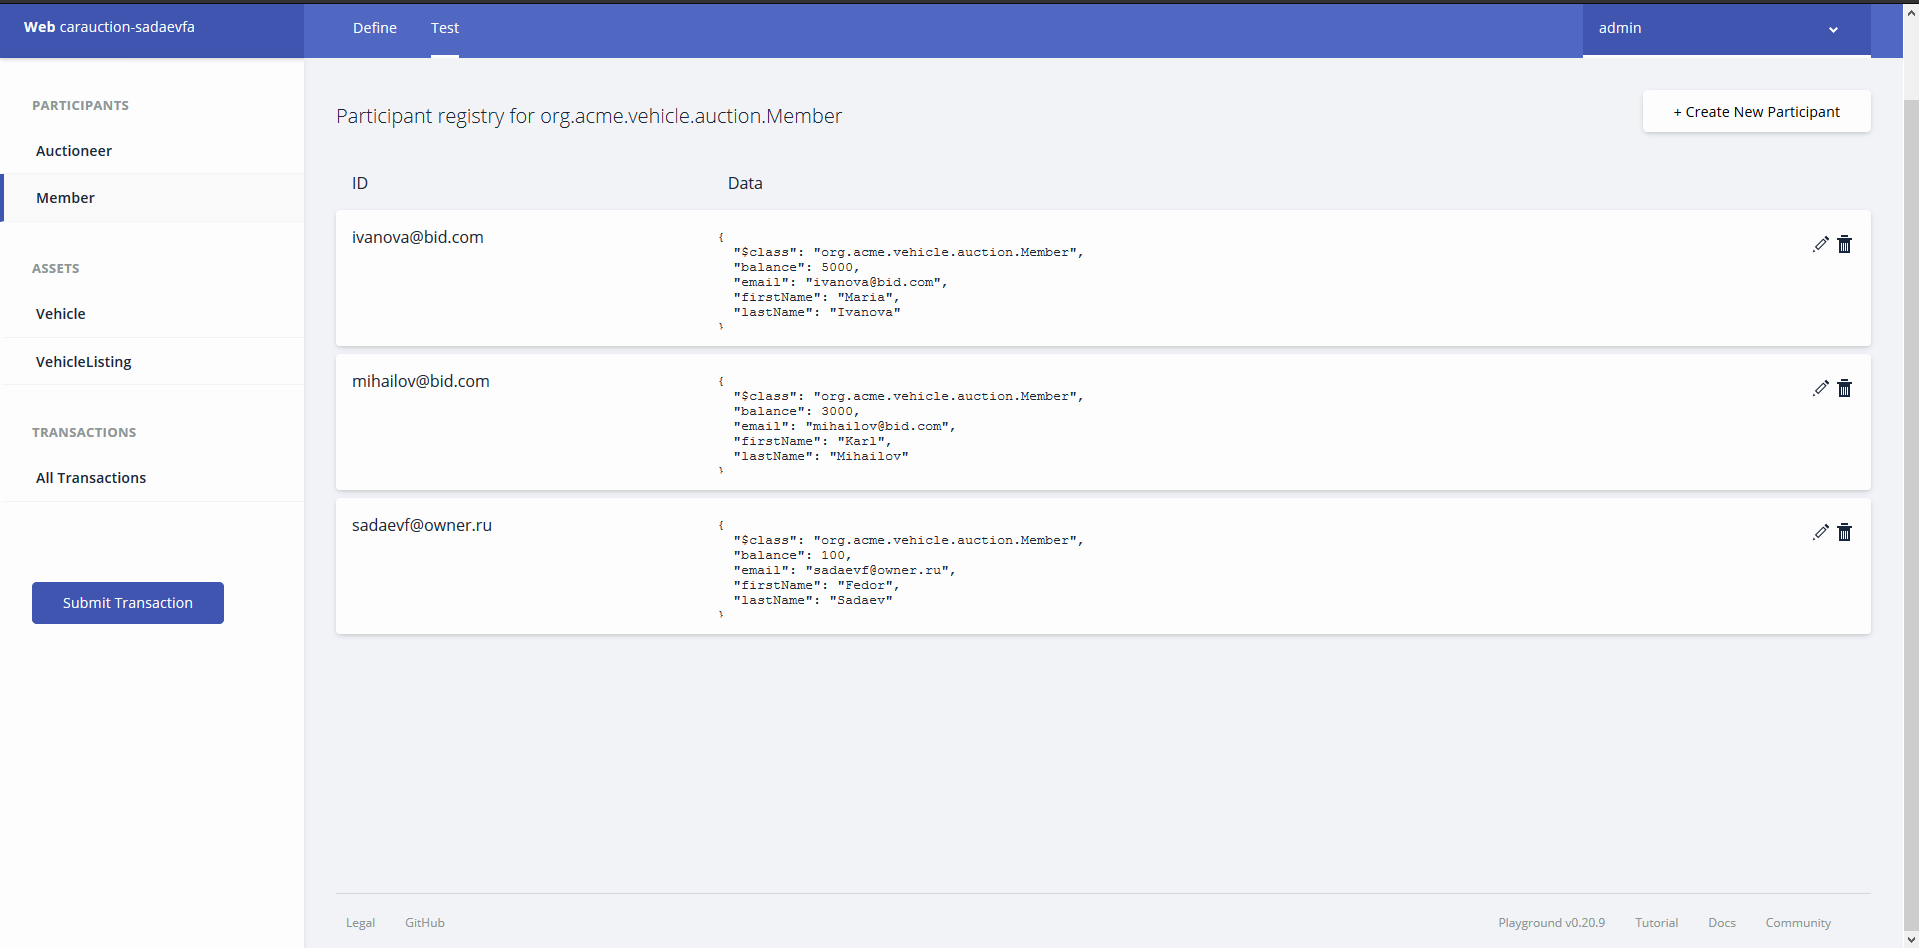 Web carauction-sadaevfa
Define
Test
admin
PARTICIPANTS
Auctioneer
Member
ASSETS
Vehicle
VehicleListing
TRANSACTIONS
All Transactions
Submit Transaction
Participant registry for org.acme.vehicle.auction.Member
+ Create New Participant
ID
Data
ivanova@bid.com
{
"$class": "org.acme.vehicle.auction.Member",
"balance": 5000,
"email": "ivanova@bid.com",
"firstName": "Maria",
"lastName": "Ivanova"
}
mihailov@bid.com
{
"$class": "org.acme.vehicle.auction.Member",
"balance": 3000,
"email": "mihailov@bid.com",
"firstName": "Karl",
"lastName": "Mihailov"
}
sadaevf@owner.ru
{
"$class": "org.acme.vehicle.auction.Member",
"balance": 100,
"email": "sadaevf@owner.ru",
"firstName": "Fedor",
"lastName": "Sadaev"
}
Legal
GitHub
Playground v0.20.9
Tutorial
Docs
Community